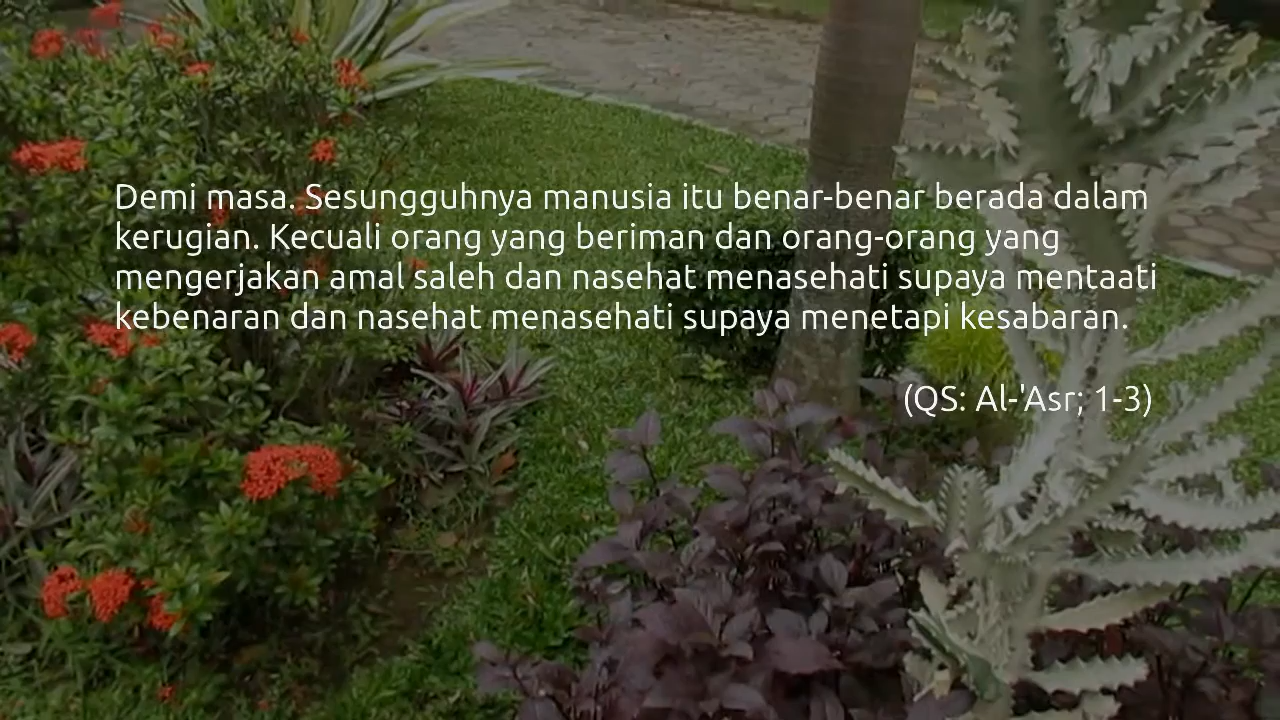 Demi masa. Sesungguhnya manusia itu benar-benar berada dalam
kerugian. Kecuali orang yang beriman dan orang-orang yang
mengerjakan amal saleh dan nasehat menasehati supaya mentaati
kebenaran dan nasehat menasehati supaya menetapi kesabaran.
(QS: Al-'Asr; 1-3)